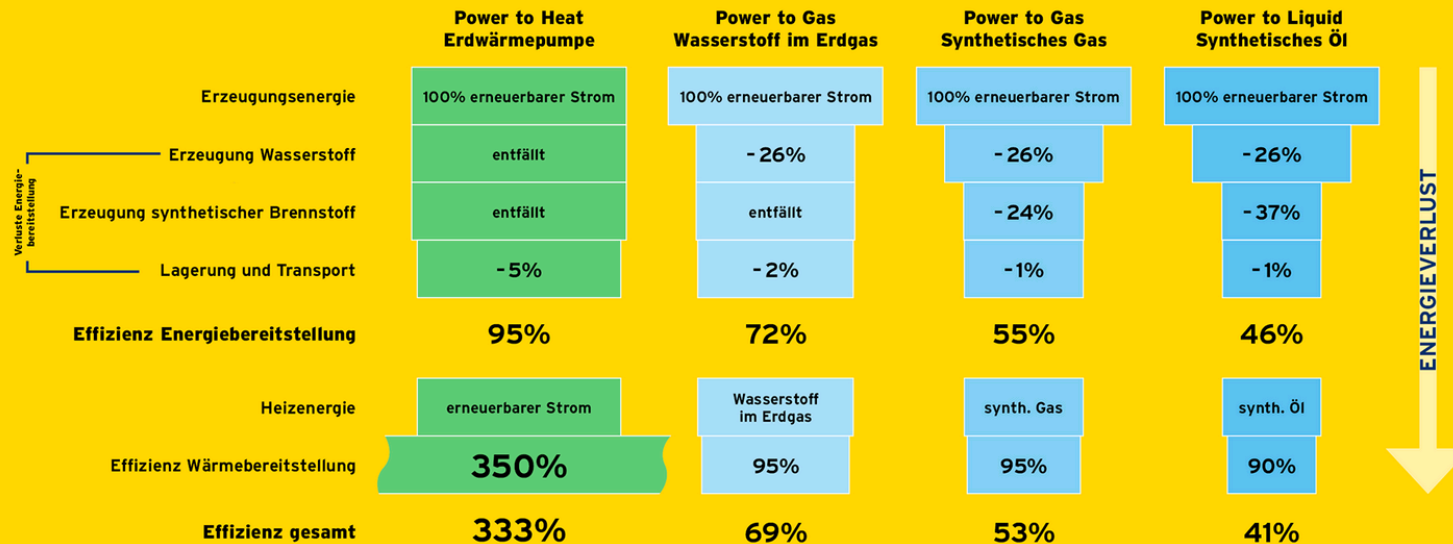 Power to Heat
Erdwärmepumpe
Power to Gas
Wasserstoff im Erdgas
Power to Gas
Synthetisches Gas
Power to Liquid
Synthetisches Öl
Erzeugungsenergie
100% erneuerbarer Strom
100% erneuerbarer Strom
100% erneuerbarer Strom
100% erneuerbarer Strom
Verluste Energie-
bereitstellung
Erzeugung Wasserstoff
entfällt
-26%
-26%
-26%
Erzeugung synthetischer Brennstoff
entfällt
entfällt
-24%
-37%
Lagerung und Transport
-5%
-2%
-1%
-1%
Effizienz Energiebereitstellung
95%
72%
55%
46%
Heizenergie
erneuerbarer Strom
Wasserstoff
im Erdgas
synth. Gas
synth. Öl
Effizienz Wärmebereitstellung
350%
95%
95%
90%
Effizienz gesamt
333%
69%
53%
41%
ENERGIEVERLUST